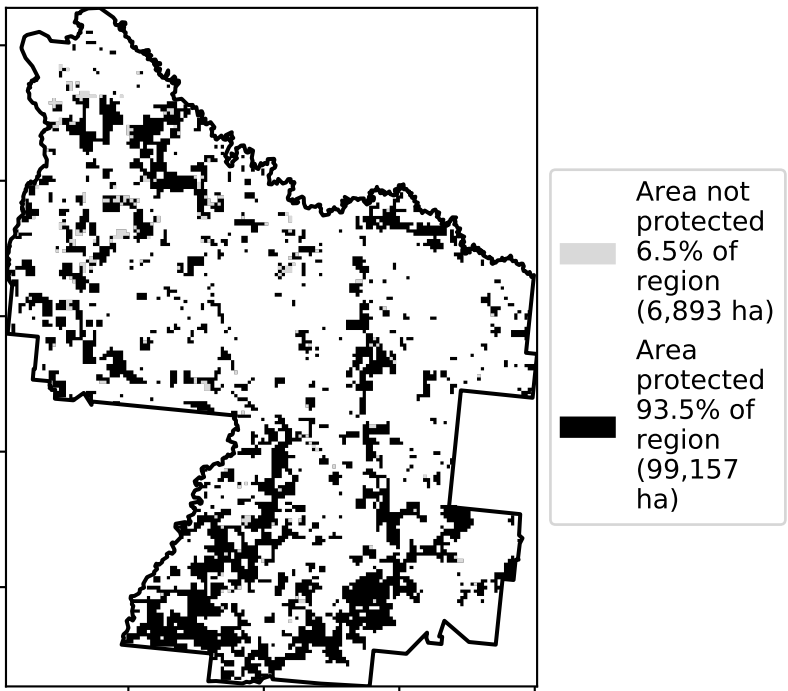 Area not
protected
6.5% of
region
(6,893 ha)
Area
protected
93.5% of
region
(99,157
ha)